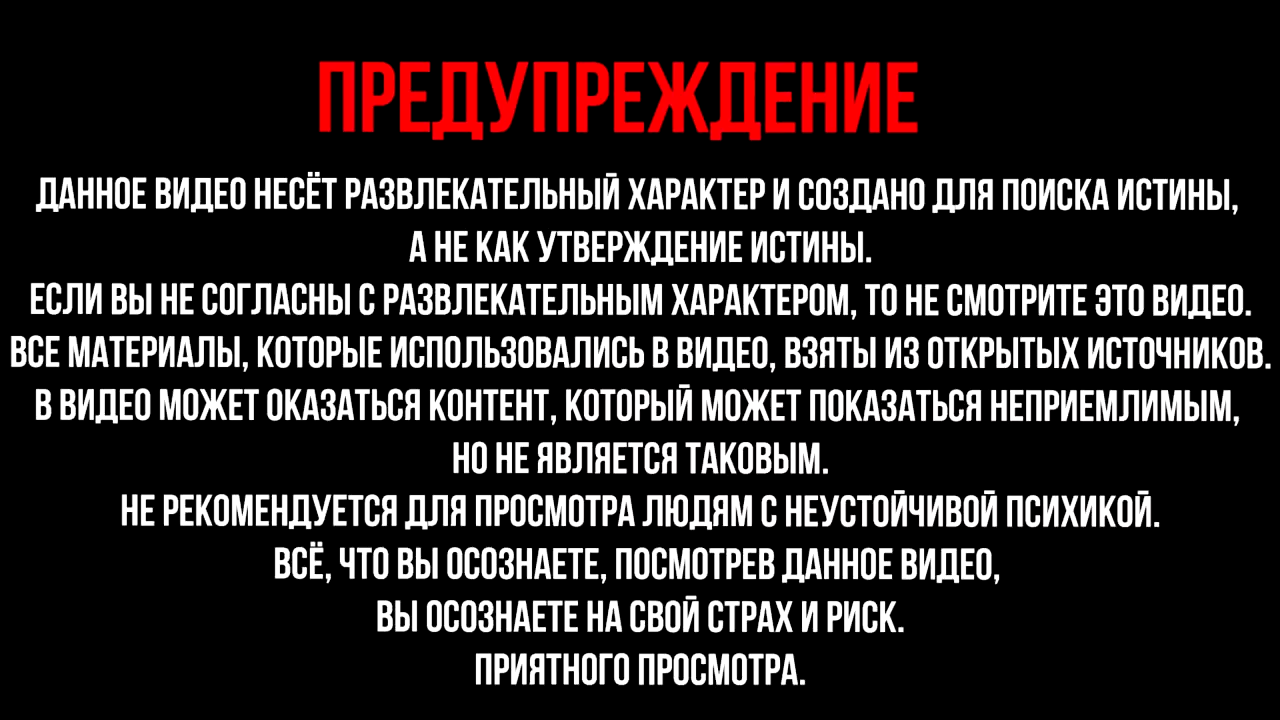 ПРЕДУПРЕЖДЕНИЕ
ДАННОЕ ВИДЕО НЕСЁТ РАЗВЛЕКАТЕЛЬНЫЙ ХАРАКТЕР И СОЗДАНО ДЛЯ ПОИСКА ИСТИНЫ,
А НЕ КАК УТВЕРЖДЕНИЕ ИСТИНЫ.
ЕСЛИ ВЫ НЕ СОГЛАСНЫ С РАЗВЛЕКАТЕЛЬНЫМ ХАРАКТЕРОМ, ТО НЕ СМОТРИТЕ ЭТО ВИДЕО.
ВСЕ МАТЕРИАЛЫ, КОТОРЫЕ ИСПОЛЬЗОВАЛИСЬ В ВИДЕО, ВЗЯТЫ ИЗ ОТКРЫТЫХ ИСТОЧНИКОВ.
В ВИДЕО МОЖЕТ ОКАЗАТЬСЯ КОНТЕНТ, КОТОРЫЙ МОЖЕТ ПОКАЗАТЬСЯ НЕПРИЕМЛИМЫМ,
НО НЕ ЯВЛЯЕТСЯ ТАКОВЫМ.
НЕ РЕКОМЕНДУЕТСЯ ДЛЯ ПРОСМОТРА ЛЮДЯМ С НЕУСТОЙЧИВОЙ ПСИХИКОЙ.
ВСЁ, ЧТО ВЫ ОСОЗНАЕТЕ, ПОСМОТРЕВ ДАННОЕ ВИДЕО,
ВЫ ОСОЗНАЕТЕ НА СВОЙ СТРАХ И РИСК.
ПРИЯТНОГО ПРОСМОТРА.